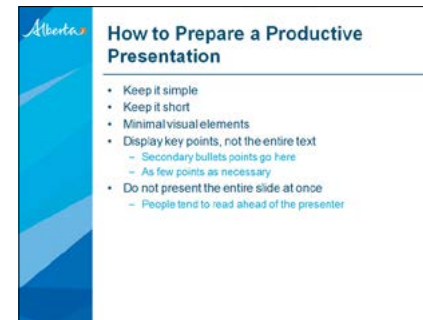 Alberta
How to Prepare a Productive
Presentation
• Keep it simple
• Keep it short
• Minimal visual elements
• Display key points, not the entire text
– Secondary bullets points go here
– As few points as necessary
• Do not present the entire slide at once
– People tend to read ahead of the presenter